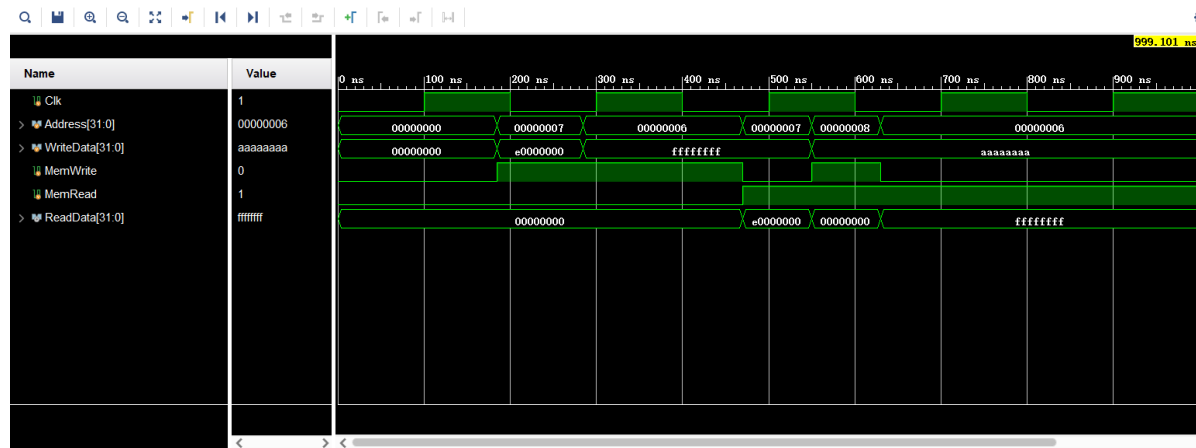 999.101 ns
Name Value
0 ns 100 ns 200 ns 300 ns 400 ns 500 ns 600 ns 700 ns 800 ns 900 ns
Clk 1
Address[31:0] 00000006 00000000 00000007 00000006 00000007 00000008 00000006
WriteData[31:0] aaaaaaaa 00000000 e0000000 ffffffff aaaaaaaa
MemWrite 0
MemRead 1
ReadData[31:0] ffffffff 00000000 e0000000 00000000 ffffffff